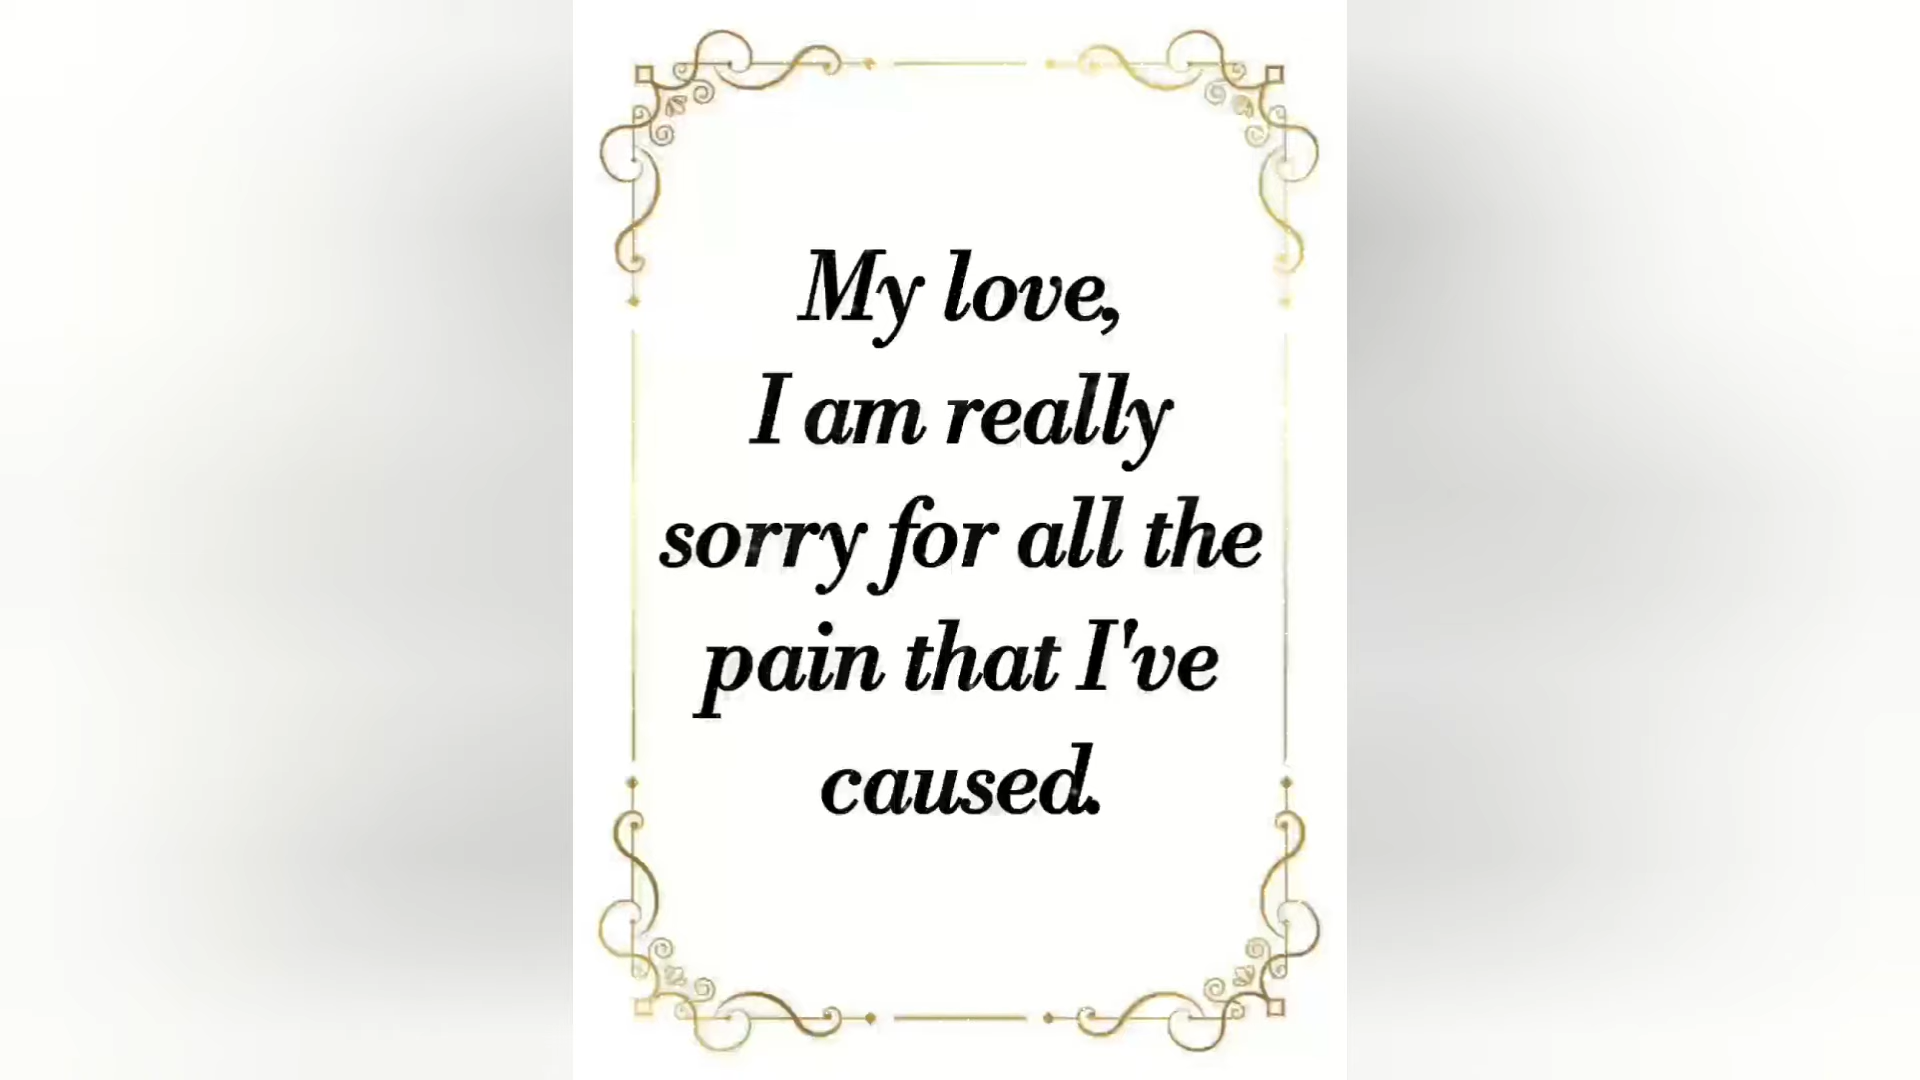 My love,
I am really
sorry for all the
pain that I've
caused.